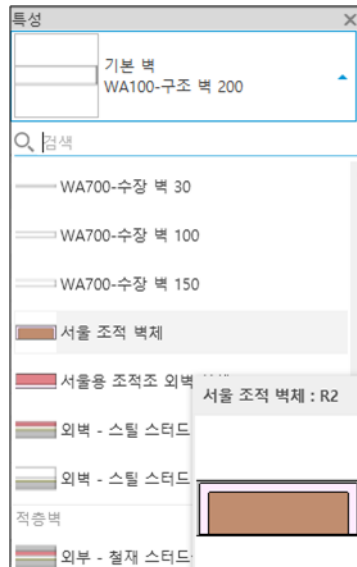 특성
기본 벽
WA100-구조 벽 200
검색
WA700-수장 벽 30
WA700-수장 벽 100
WA700-수장 벽 150
서울 조적 벽체
서울용 조적조 외벽
서울 조적 벽체 : R2
외벽 - 스틸 스터드
외벽 - 스틸 스터드
적층벽
외부 - 철재 스터드